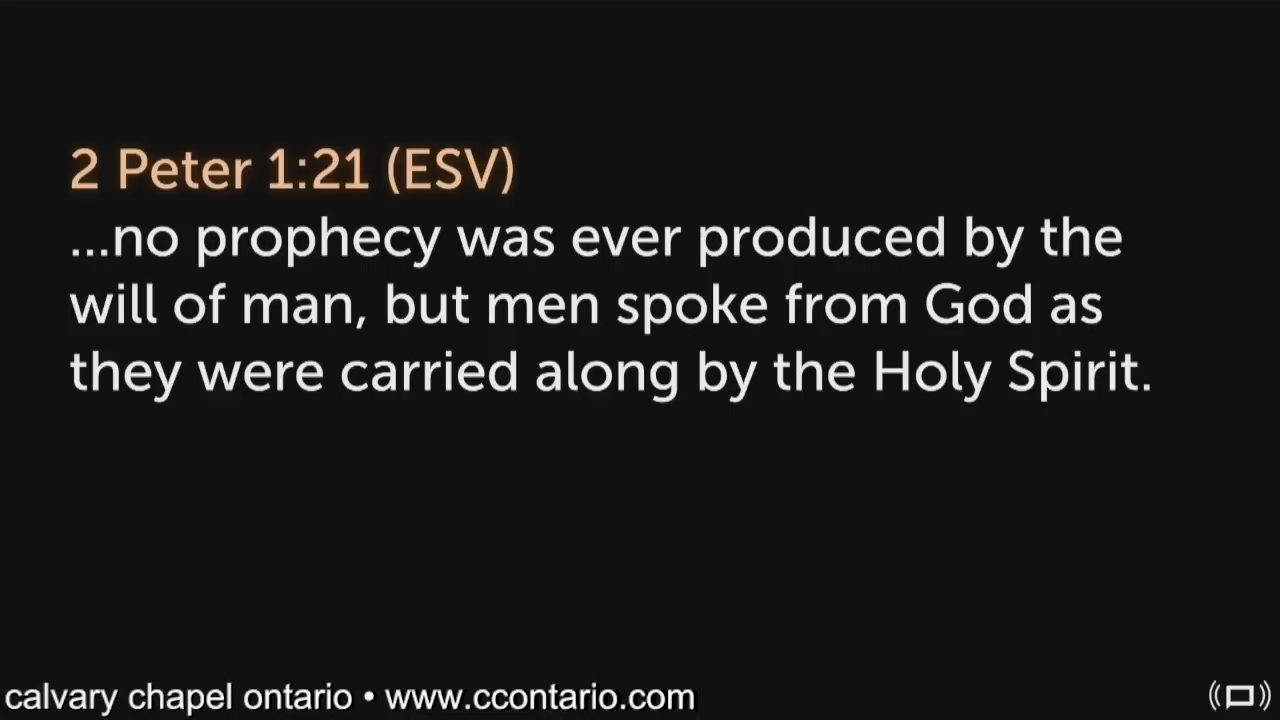 2 Peter 1:21 (ESV)
...no prophecy was ever produced by the
will of man, but men spoke from God as
they were carried along by the Holy Spirit.
calvary chapel ontario • www.ccontario.com